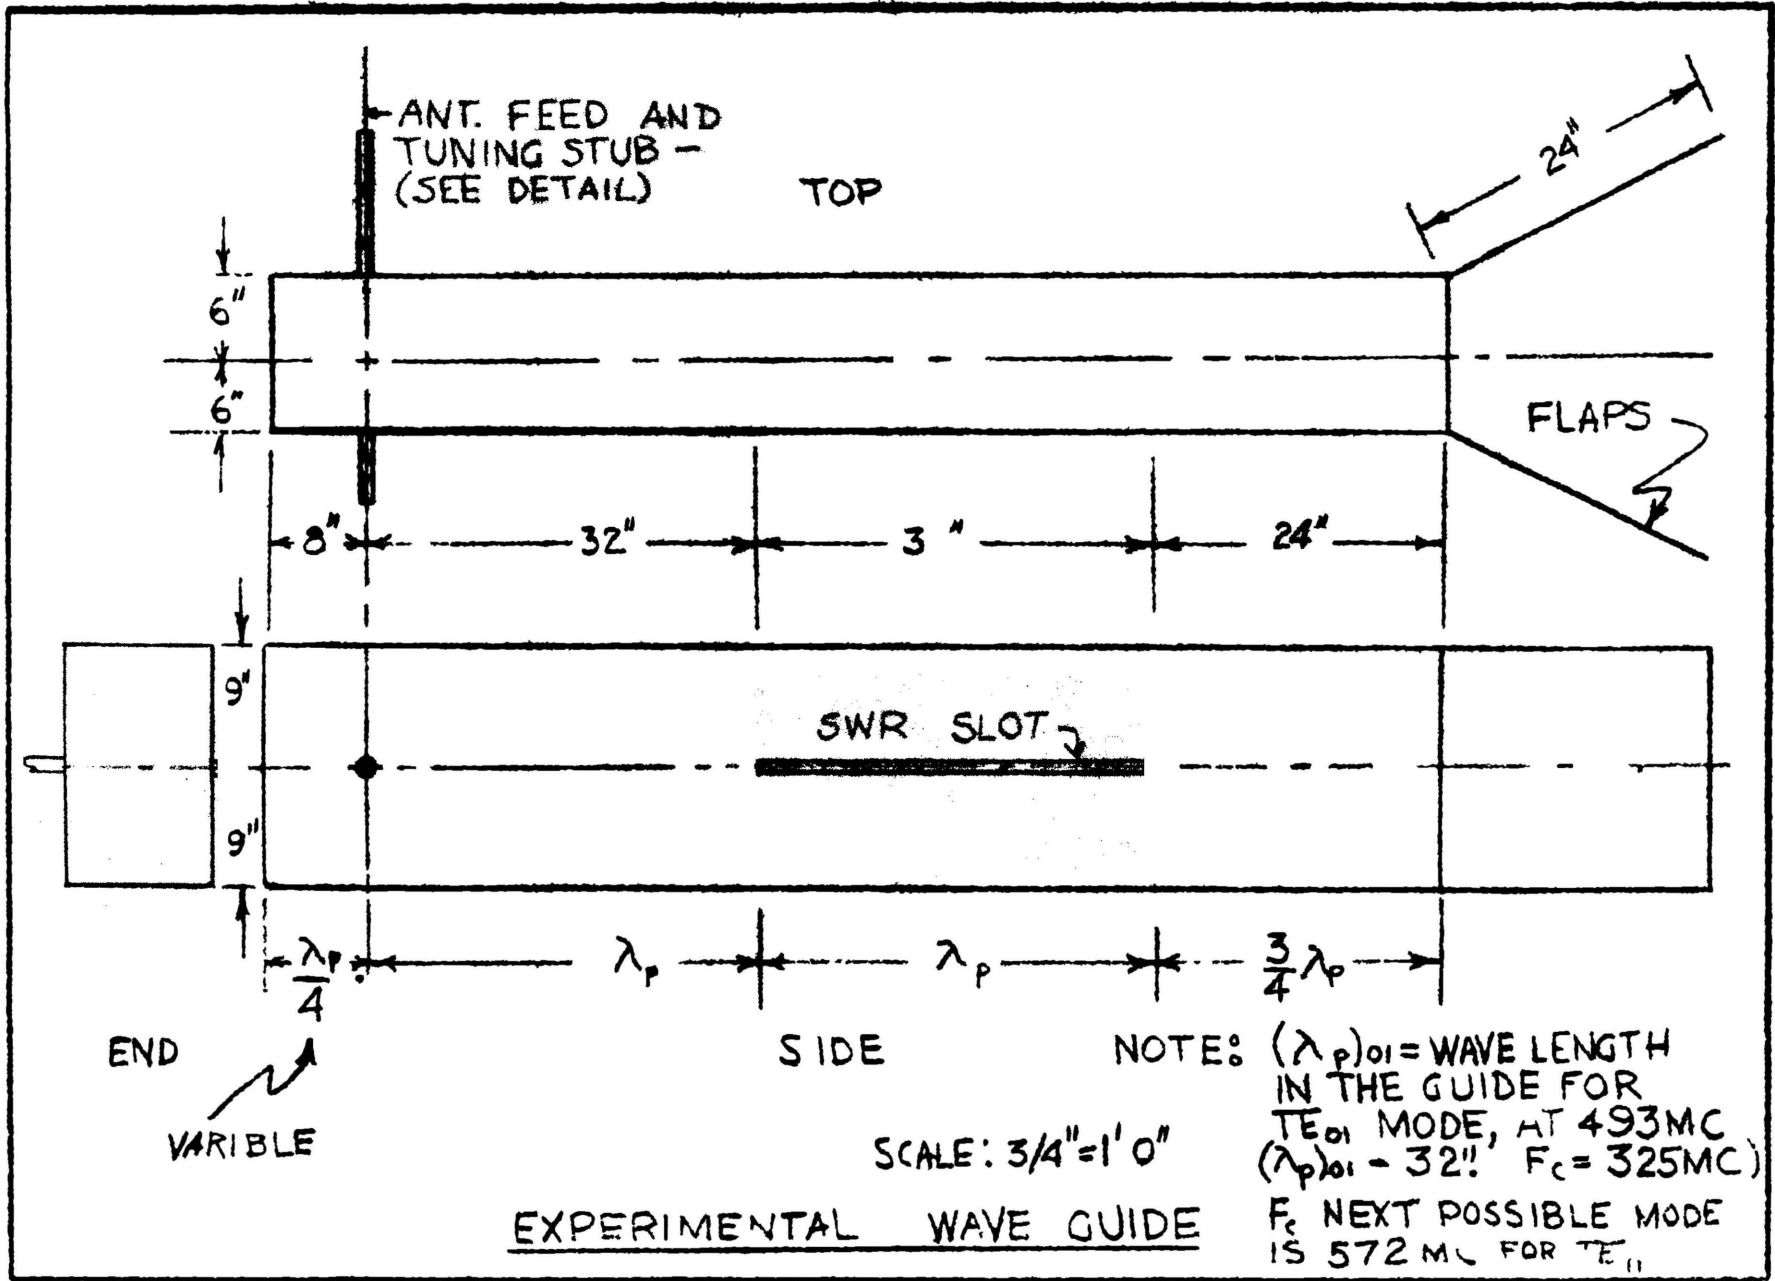 ANT. FEED AND
TUNING STUB –
(SEE DETAIL)
TOP
24"
6"
6"
FLAPS
8" 32" 3 " 24"
9"
SWR SLOT
9"
λp/4 λp λp 3/4 λp
END SIDE
VARIBLE
NOTE: (λp)01 = WAVE LENGTH
IN THE GUIDE FOR
TE01 MODE, AT 493MC
(λp)01 - 32". Fc = 325MC)
Fc NEXT POSSIBLE MODE
IS 572 MC FOR TE11
SCALE: 3/4"=1' 0"
EXPERIMENTAL WAVE GUIDE